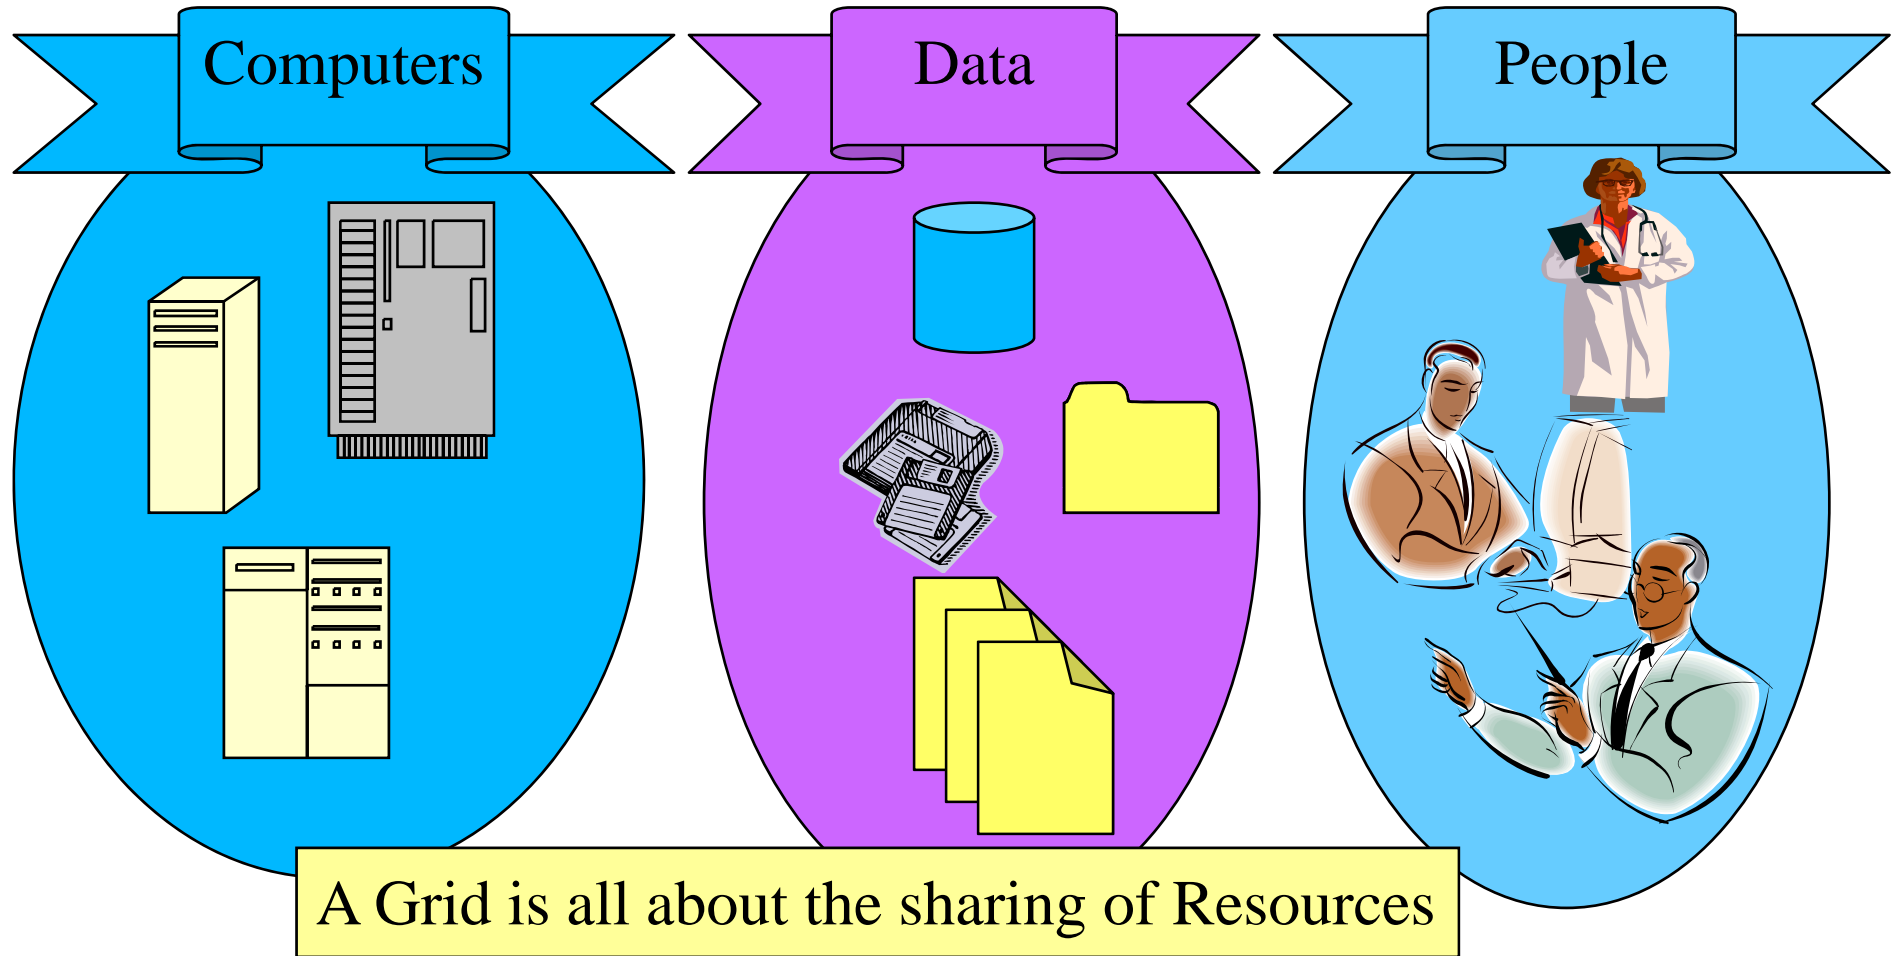 Computers
Data
People
A Grid is all about the sharing of Resources